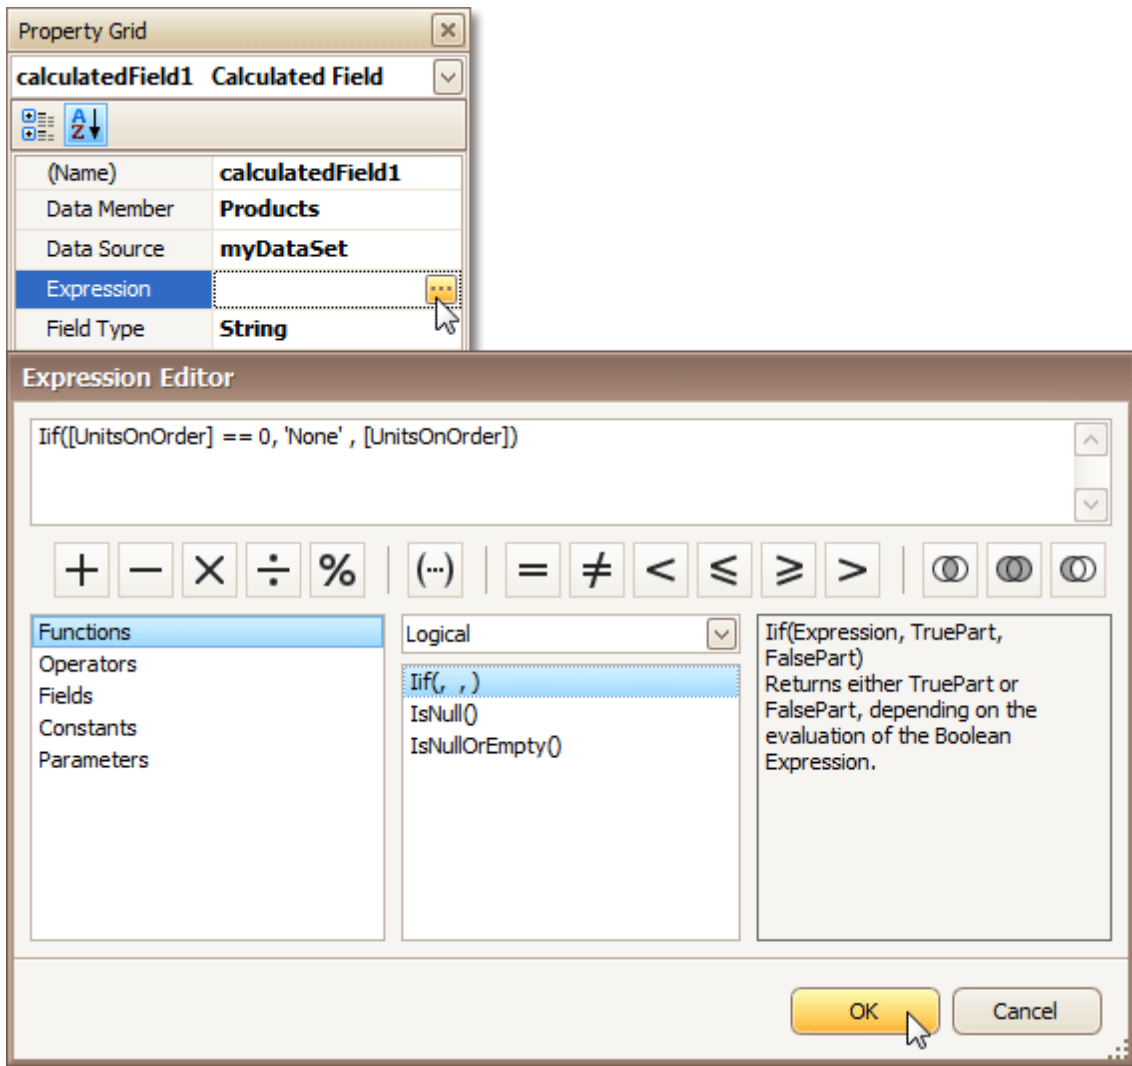 Property Grid
calculatedField1 Calculated Field
A
Z
(Name) calculatedField1
Data Member Products
Data Source myDataSet
Expression ...
Field Type String
Expression Editor
Iif([UnitsOnOrder] == 0, 'None' , [UnitsOnOrder])
+ − × ÷ % (...) = ≠ < ≤ ≥ >
Functions
Operators
Fields
Constants
Parameters
Logical
Iif(, , )
IsNull()
IsNullOrEmpty()
Iif(Expression, TruePart,
FalsePart)
Returns either TruePart or
FalsePart, depending on the
evaluation of the Boolean
Expression.
OK Cancel